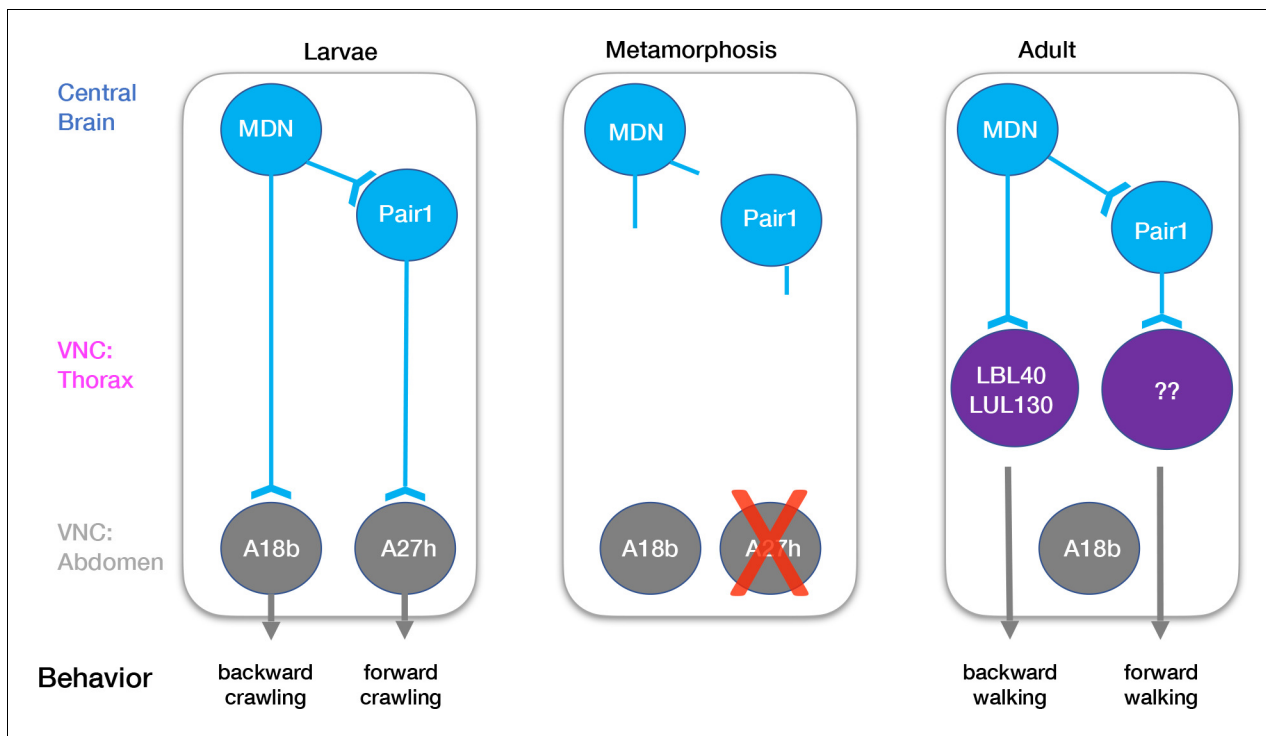 Larvae
Metamorphosis
Adult
Central
Brain
MDN
Pair1
MDN
Pair1
MDN
Pair1
VNC:
Thorax
LBL40
LUL130
??
VNC:
Abdomen
A18b
A27h
A18b
A27h
A18b
Behavior
backward
crawling
forward
crawling
backward
walking
forward
walking